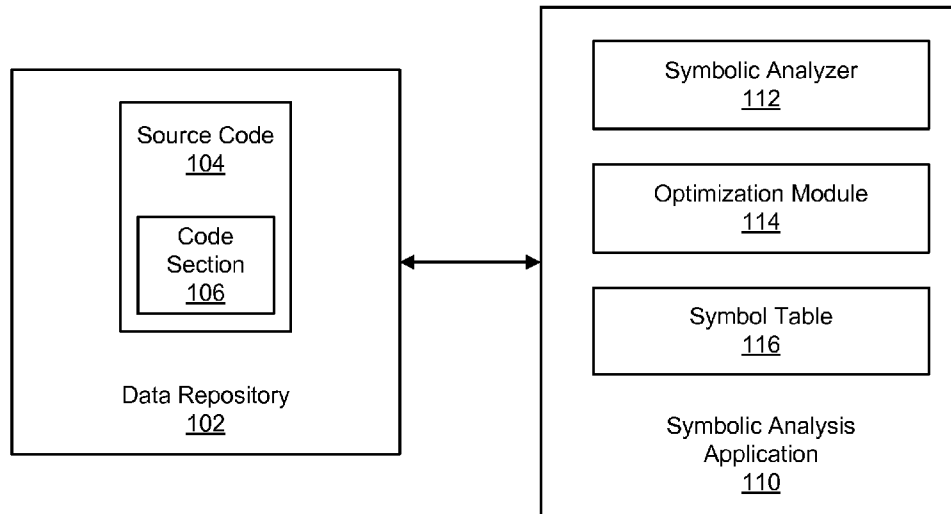 Source Code
104
Code
Section
106
Data Repository
102
Symbolic Analyzer
112
Optimization Module
114
Symbol Table
116
Symbolic Analysis
Application
110